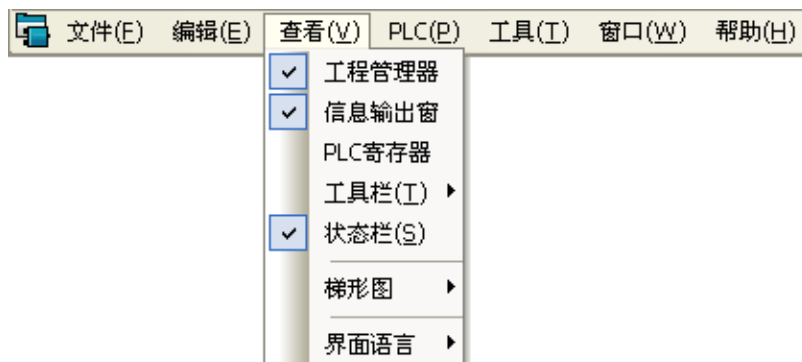 文件(F) 编辑(E) 查看(V) PLC(P) 工具(T) 窗口(W) 帮助(H)
工程管理器
信息输出窗
PLC寄存器
工具栏(T)
状态栏(S)
梯形图
界面语言